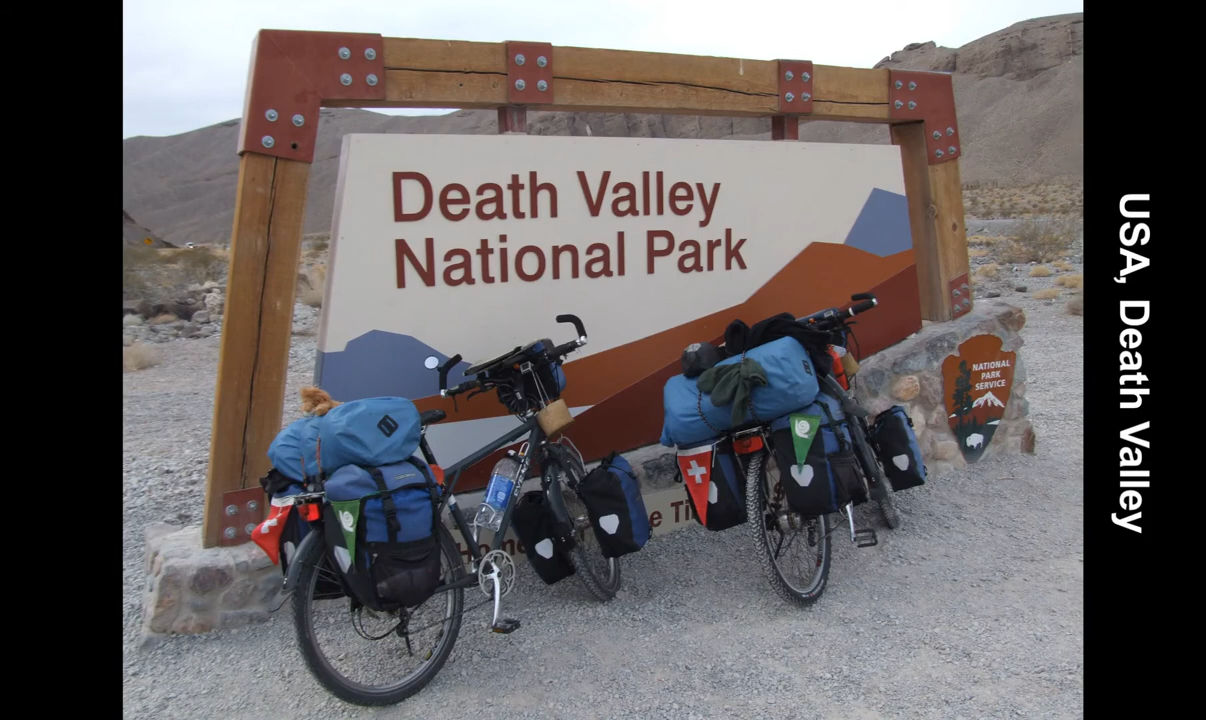 Death Valley
National Park
NATIONAL
PARK
SERVICE
USA, Death Valley